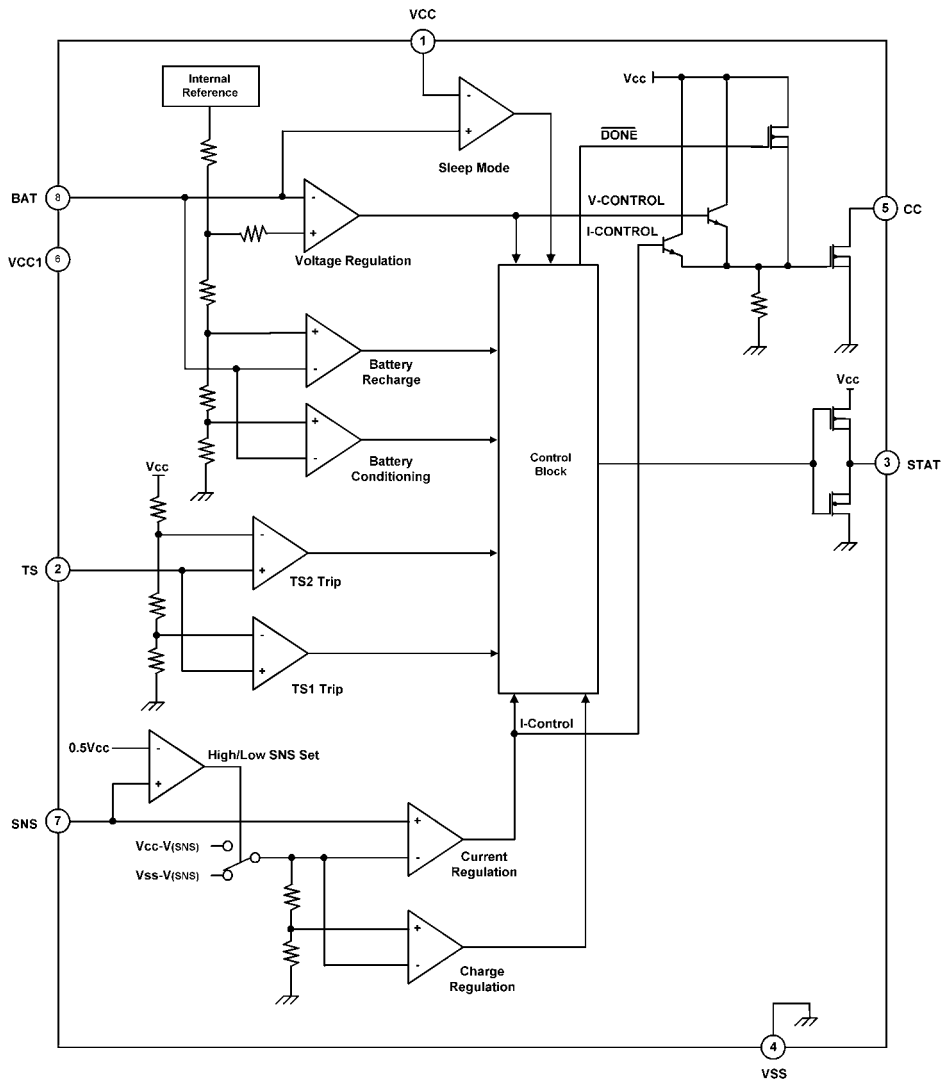 VCC
1
Internal
Reference
-
+
Sleep Mode
Vcc
DONE
BAT
8
-
+
Voltage Regulation
V-CONTROL
I-CONTROL
5
CC
VCC1
6
+
-
Battery
Recharge
+
-
Battery
Conditioning
Control
Block
Vcc
3
STAT
Vcc
TS
2
-
+
TS2 Trip
-
+
TS1 Trip
I-Control
0.5Vcc
-
+
High/Low SNS Set
SNS
7
Vcc-V(SNS)
Vss-V(SNS)
+
-
Current
Regulation
+
-
Charge
Regulation
4
VSS